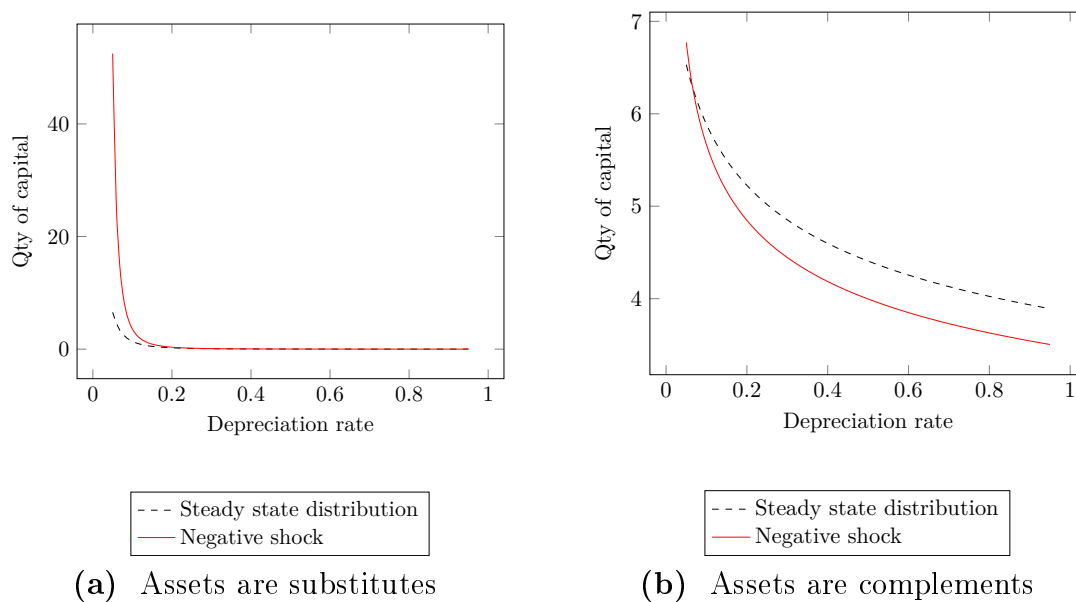 40
20
0
0
0.2
0.4
0.6
0.8
1
Qty of capital
Depreciation rate
Steady state distribution
Negative shock
(a) Assets are substitutes
7
6
5
4
0
0.2
0.4
0.6
0.8
1
Qty of capital
Depreciation rate
Steady state distribution
Negative shock
(b) Assets are complements